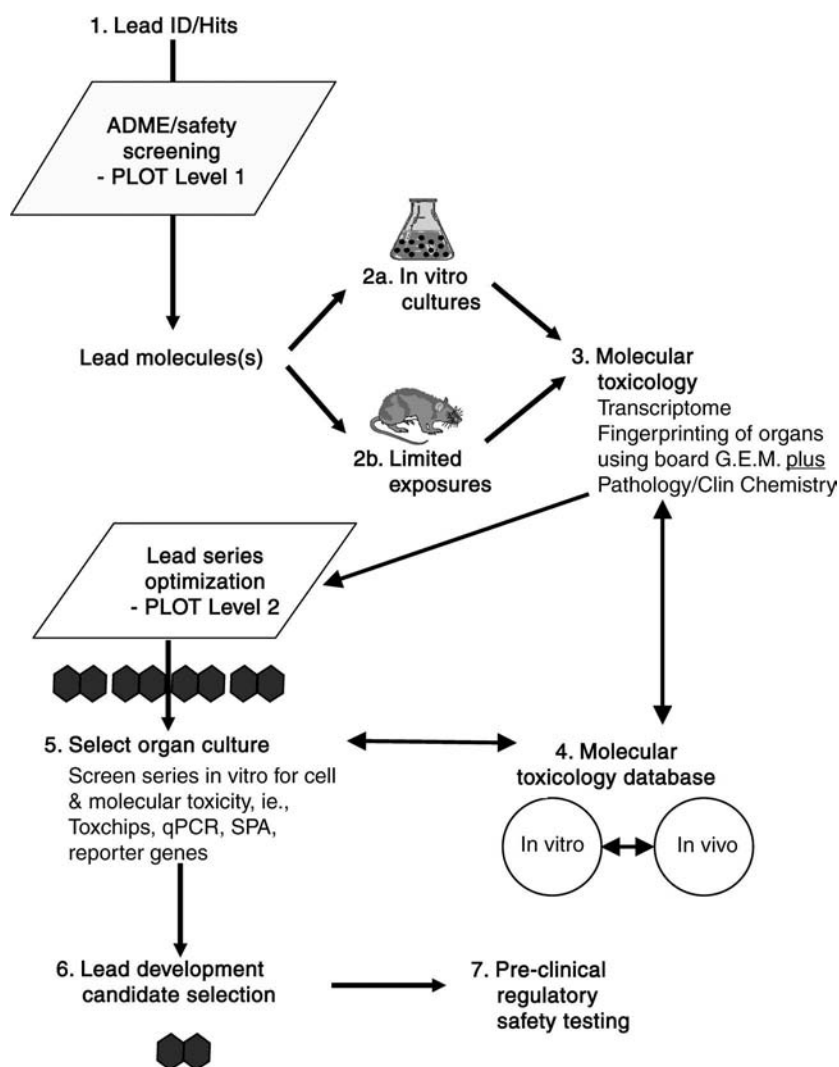 1. Lead ID/Hits
ADME/safety
screening
- PLOT Level 1
2a. In vitro
cultures
Lead molecules(s)
2b. Limited
exposures
3. Molecular
toxicology
Transcriptome
Fingerprinting of organs
using board G.E.M. plus
Pathology/Clin Chemistry
Lead series
optimization
- PLOT Level 2
5. Select organ culture
Screen series in vitro for cell
& molecular toxicity, ie.,
Toxchips, qPCR, SPA,
reporter genes
4. Molecular
toxicology database
In vitro
In vivo
6. Lead development
candidate selection
7. Pre-clinical
regulatory
safety testing